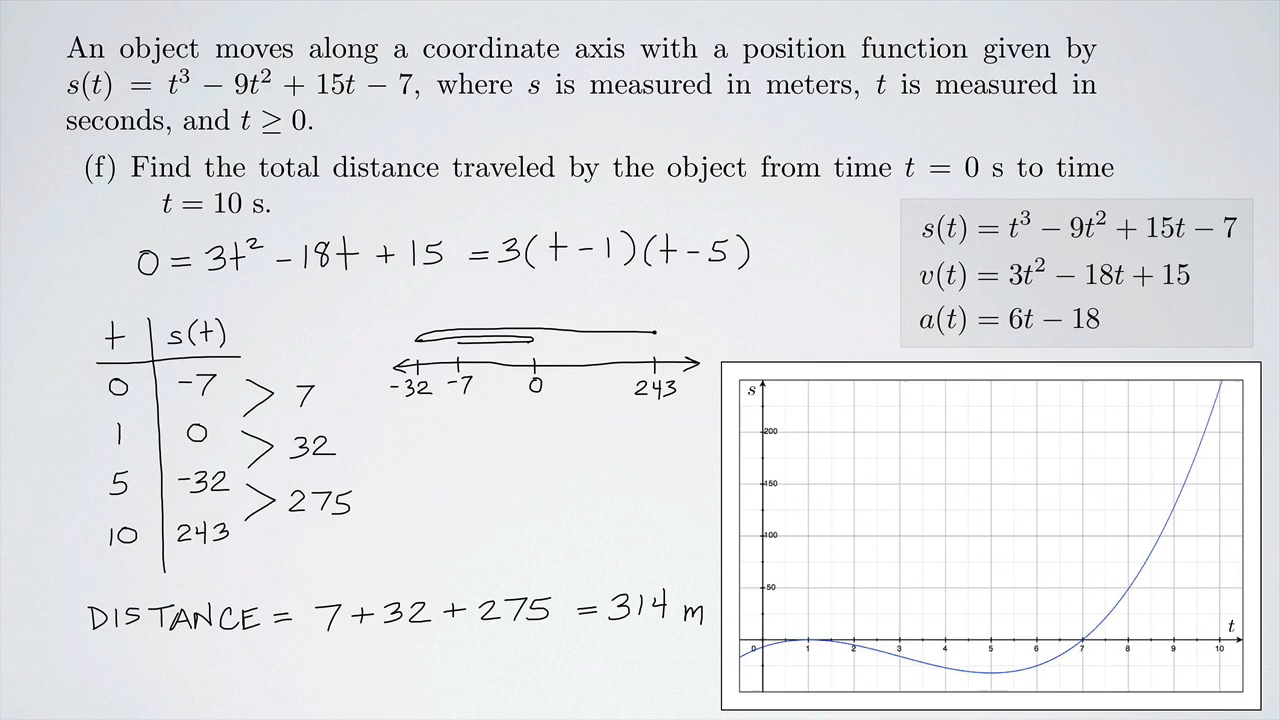 An object moves along a coordinate axis with a position function given by
s(t) = t³ − 9t² + 15t − 7, where s is measured in meters, t is measured in
seconds, and t ≥ 0.
(f) Find the total distance traveled by the object from time t = 0 s to time
t = 10 s.
0 = 3t² - 18t + 15 = 3(t - 1)(t - 5)
s(t) = t³ − 9t² + 15t − 7
v(t) = 3t² − 18t + 15
a(t) = 6t − 18
t s(t)
0 -7 > 7
1 0 > 32
5 -32 > 275
10 243
-32 -7 0 243
DISTANCE = 7 + 32 + 275 = 314 m
s
200
150
100
50
t
0 1 2 3 4 5 6 7 8 9 10